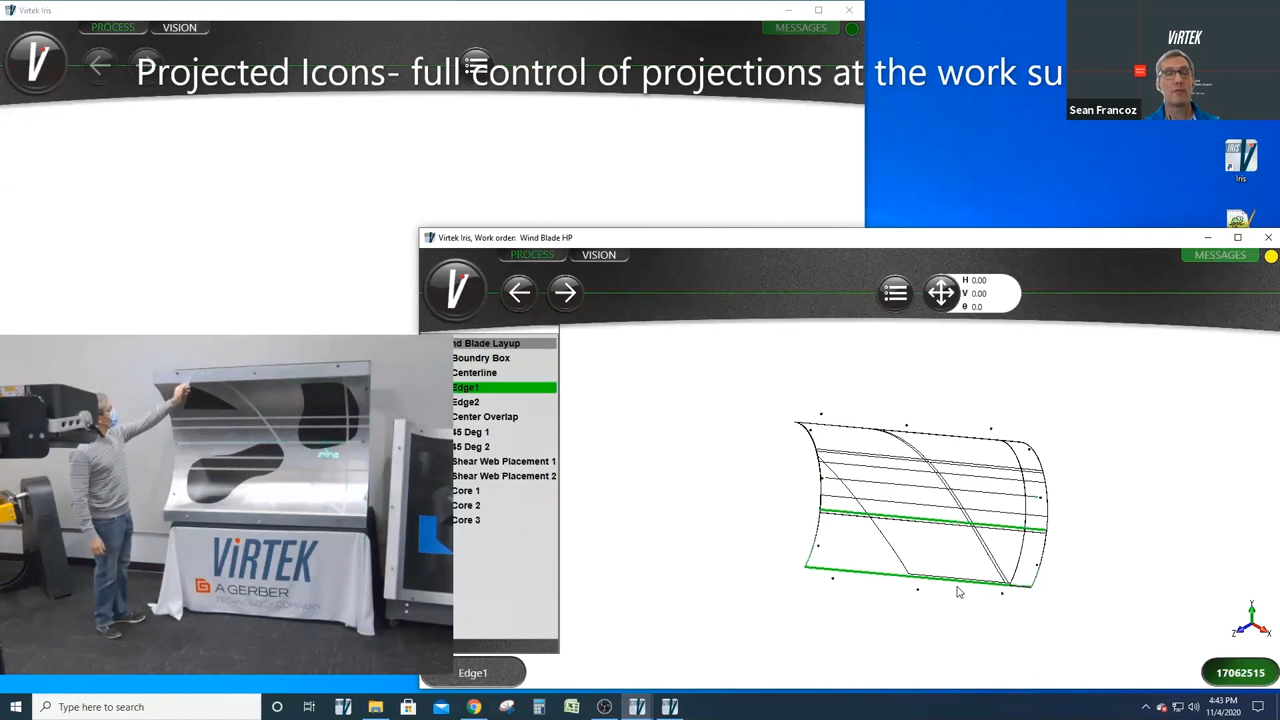 Virtek Iris
PROCESS
VISION
MESSAGES
Projected Icons- full control of projections at the work su
VIRTEK
Sean Francoz
Iris
Virtek Iris, Work order: Wind Blade HP
PROCESS
VISION
MESSAGES
H 0.00
V 0.00
θ 0.0
nd Blade Layup
Boundry Box
Centerline
Edge1
Edge2
Center Overlap
45 Deg 1
45 Deg 2
Shear Web Placement 1
Shear Web Placement 2
Core 1
Core 2
Core 3
VIRTEK
A GERBER
TECHNOLOGY COMPANY
Y
Z
X
Edge1
17062515
Type here to search
4:43 PM
11/4/2020